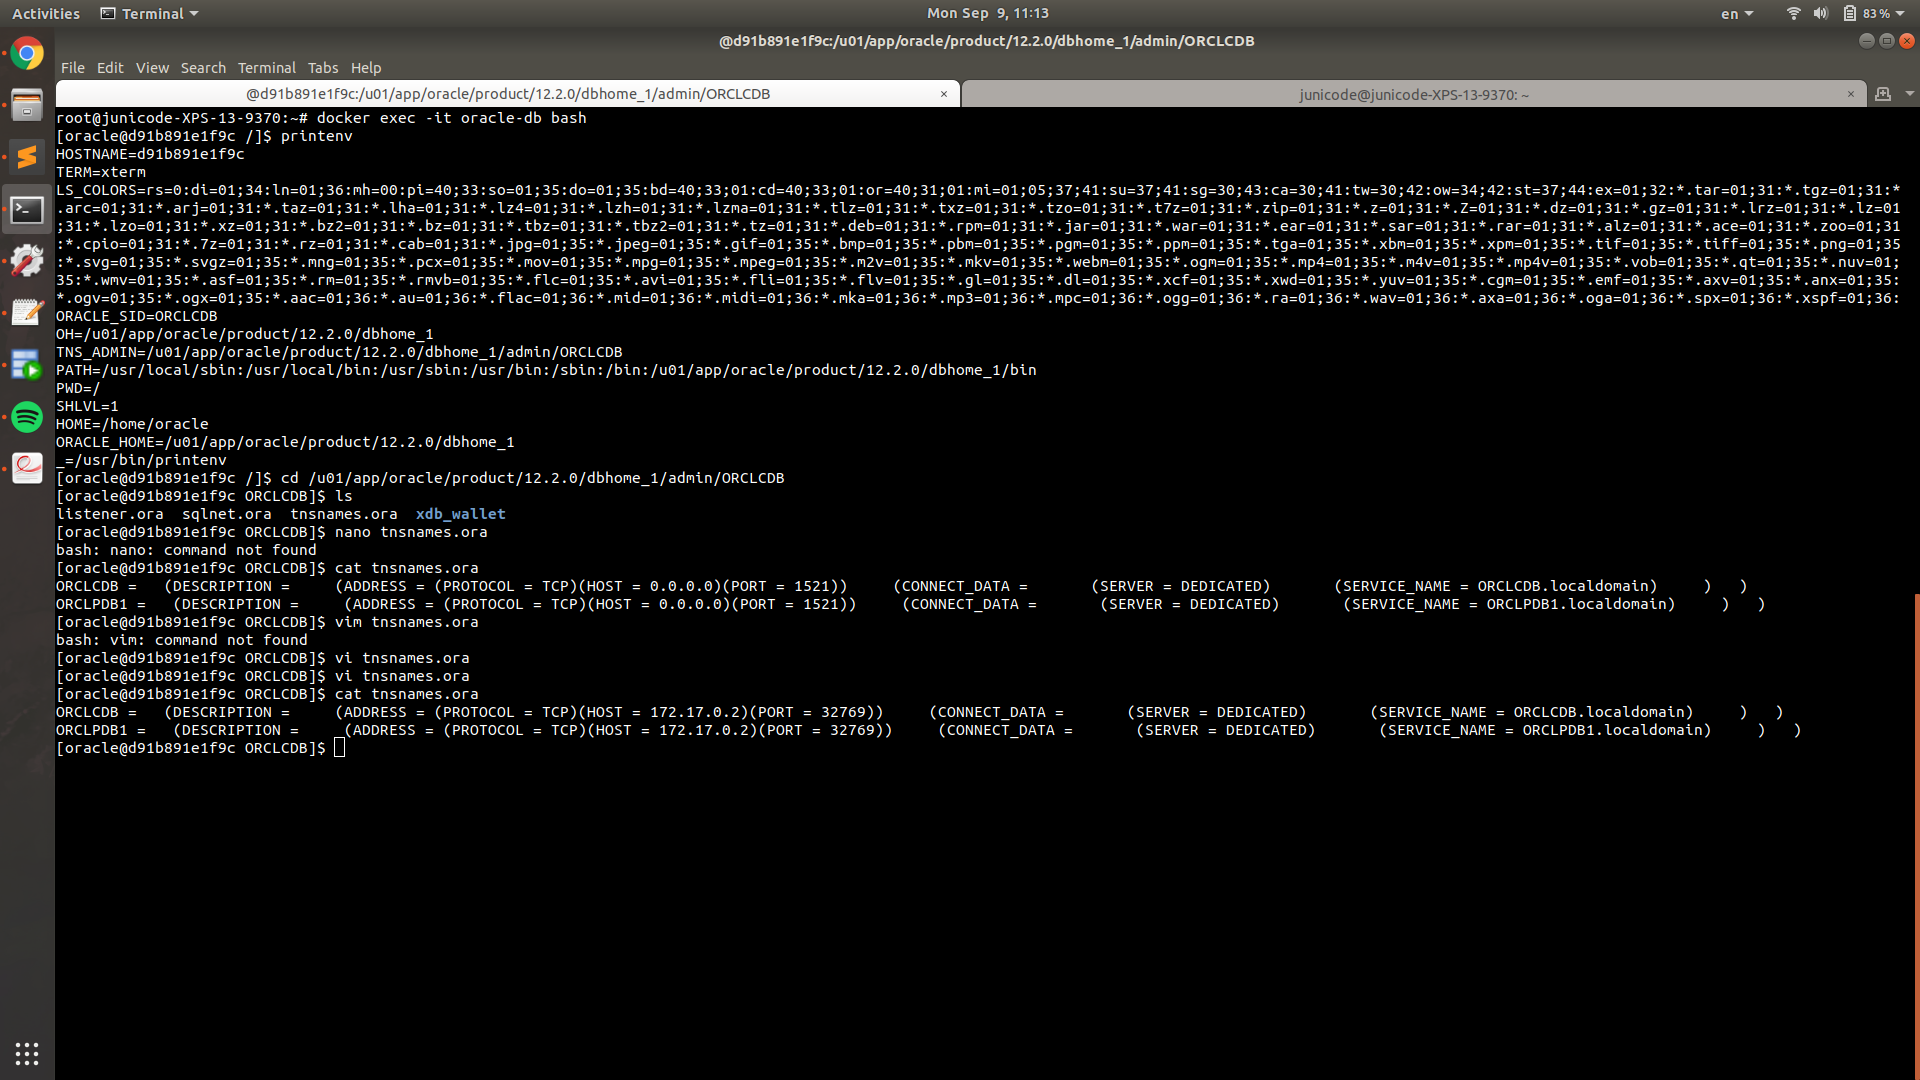 Activities Terminal Mon Sep 9, 11:13 en 83 %
@d91b891e1f9c:/u01/app/oracle/product/12.2.0/dbhome_1/admin/ORCLCDB
File Edit View Search Terminal Tabs Help
@d91b891e1f9c:/u01/app/oracle/product/12.2.0/dbhome_1/admin/ORCLCDB × junicode@junicode-XPS-13-9370: ~ ×
root@junicode-XPS-13-9370:~# docker exec -it oracle-db bash
[oracle@d91b891e1f9c /]$ printenv
HOSTNAME=d91b891e1f9c
TERM=xterm
LS_COLORS=rs=0:di=01;34:ln=01;36:mh=00:pi=40;33:so=01;35:do=01;35:bd=40;33;01:cd=40;33;01:or=40;31;01:mi=01;05;37;41:su=37;41:sg=30;43:ca=30;41:tw=30;42:ow=34;42:st=37;44:ex=01;32:*.tar=01;31:*.tgz=01;31:*
.arc=01;31:*.arj=01;31:*.taz=01;31:*.lha=01;31:*.lz4=01;31:*.lzh=01;31:*.lzma=01;31:*.tlz=01;31:*.txz=01;31:*.tzo=01;31:*.t7z=01;31:*.zip=01;31:*.z=01;31:*.Z=01;31:*.dz=01;31:*.gz=01;31:*.lrz=01;31:*.lz=01
;31:*.lzo=01;31:*.xz=01;31:*.bz2=01;31:*.bz=01;31:*.tbz=01;31:*.tbz2=01;31:*.tz=01;31:*.deb=01;31:*.rpm=01;31:*.jar=01;31:*.war=01;31:*.ear=01;31:*.sar=01;31:*.rar=01;31:*.alz=01;31:*.ace=01;31:*.zoo=01;31
:*.cpio=01;31:*.7z=01;31:*.rz=01;31:*.cab=01;31:*.jpg=01;35:*.jpeg=01;35:*.gif=01;35:*.bmp=01;35:*.pbm=01;35:*.pgm=01;35:*.ppm=01;35:*.tga=01;35:*.xbm=01;35:*.xpm=01;35:*.tif=01;35:*.tiff=01;35:*.png=01;35
:*.svg=01;35:*.svgz=01;35:*.mng=01;35:*.pcx=01;35:*.mov=01;35:*.mpg=01;35:*.mpeg=01;35:*.m2v=01;35:*.mkv=01;35:*.webm=01;35:*.ogm=01;35:*.mp4=01;35:*.m4v=01;35:*.mp4v=01;35:*.vob=01;35:*.qt=01;35:*.nuv=01;
35:*.wmv=01;35:*.asf=01;35:*.rm=01;35:*.rmvb=01;35:*.flc=01;35:*.avi=01;35:*.fli=01;35:*.flv=01;35:*.gl=01;35:*.dl=01;35:*.xcf=01;35:*.xwd=01;35:*.yuv=01;35:*.cgm=01;35:*.emf=01;35:*.axv=01;35:*.anx=01;35:
*.ogv=01;35:*.ogx=01;35:*.aac=01;36:*.au=01;36:*.flac=01;36:*.mid=01;36:*.midi=01;36:*.mka=01;36:*.mp3=01;36:*.mpc=01;36:*.ogg=01;36:*.ra=01;36:*.wav=01;36:*.axa=01;36:*.oga=01;36:*.spx=01;36:*.xspf=01;36:
ORACLE_SID=ORCLCDB
OH=/u01/app/oracle/product/12.2.0/dbhome_1
TNS_ADMIN=/u01/app/oracle/product/12.2.0/dbhome_1/admin/ORCLCDB
PATH=/usr/local/sbin:/usr/local/bin:/usr/sbin:/usr/bin:/sbin:/bin:/u01/app/oracle/product/12.2.0/dbhome_1/bin
PWD=/
SHLVL=1
HOME=/home/oracle
ORACLE_HOME=/u01/app/oracle/product/12.2.0/dbhome_1
_=/usr/bin/printenv
[oracle@d91b891e1f9c /]$ cd /u01/app/oracle/product/12.2.0/dbhome_1/admin/ORCLCDB
[oracle@d91b891e1f9c ORCLCDB]$ ls
listener.ora sqlnet.ora tnsnames.ora xdb_wallet
[oracle@d91b891e1f9c ORCLCDB]$ nano tnsnames.ora
bash: nano: command not found
[oracle@d91b891e1f9c ORCLCDB]$ cat tnsnames.ora
ORCLCDB = (DESCRIPTION = (ADDRESS = (PROTOCOL = TCP)(HOST = 0.0.0.0)(PORT = 1521)) (CONNECT_DATA = (SERVER = DEDICATED) (SERVICE_NAME = ORCLCDB.localdomain) ) )
ORCLPDB1 = (DESCRIPTION = (ADDRESS = (PROTOCOL = TCP)(HOST = 0.0.0.0)(PORT = 1521)) (CONNECT_DATA = (SERVER = DEDICATED) (SERVICE_NAME = ORCLPDB1.localdomain) ) )
[oracle@d91b891e1f9c ORCLCDB]$ vim tnsnames.ora
bash: vim: command not found
[oracle@d91b891e1f9c ORCLCDB]$ vi tnsnames.ora
[oracle@d91b891e1f9c ORCLCDB]$ vi tnsnames.ora
[oracle@d91b891e1f9c ORCLCDB]$ cat tnsnames.ora
ORCLCDB = (DESCRIPTION = (ADDRESS = (PROTOCOL = TCP)(HOST = 172.17.0.2)(PORT = 32769)) (CONNECT_DATA = (SERVER = DEDICATED) (SERVICE_NAME = ORCLCDB.localdomain) ) )
ORCLPDB1 = (DESCRIPTION = (ADDRESS = (PROTOCOL = TCP)(HOST = 172.17.0.2)(PORT = 32769)) (CONNECT_DATA = (SERVER = DEDICATED) (SERVICE_NAME = ORCLPDB1.localdomain) ) )
[oracle@d91b891e1f9c ORCLCDB]$